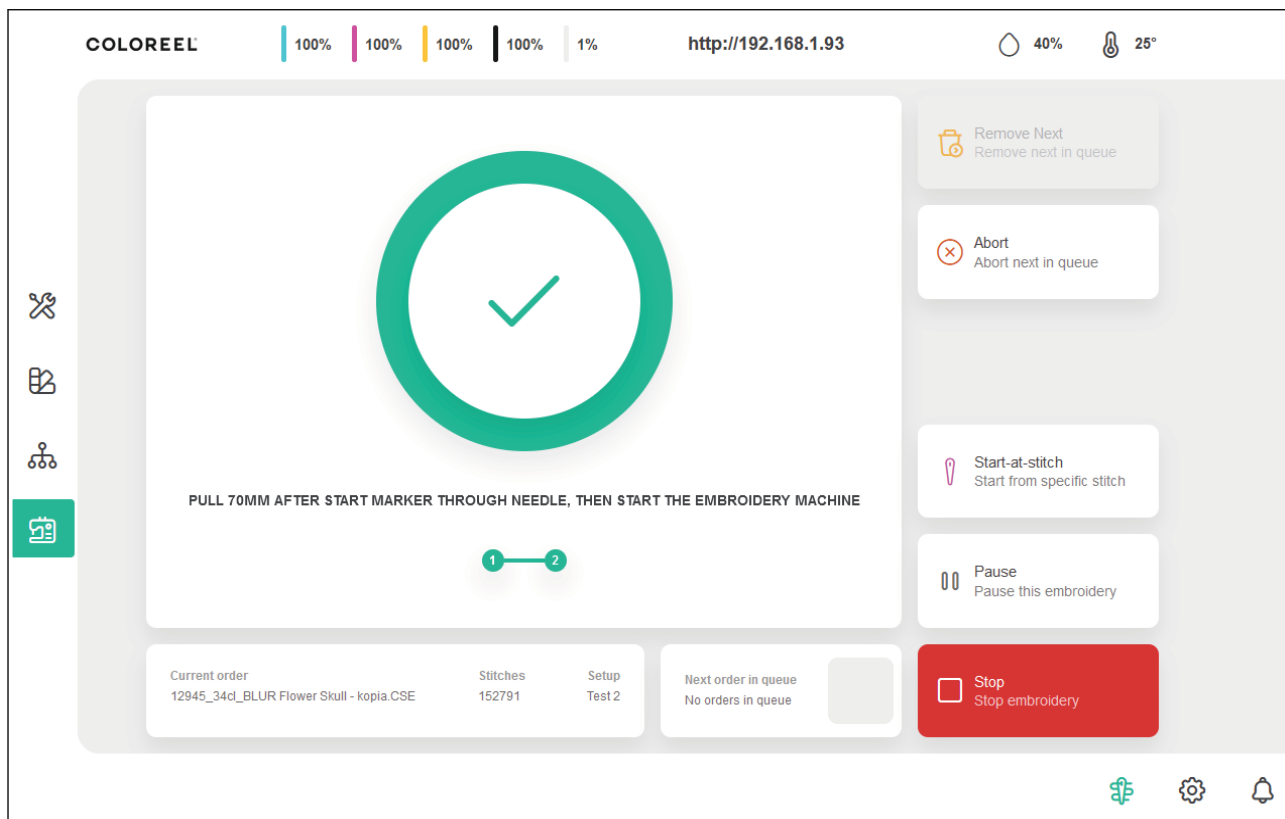 COLOREEL
100% 100% 100% 100% 1%
http://192.168.1.93
40% 25°
Remove Next
Remove next in queue
Abort
Abort next in queue
PULL 70MM AFTER START MARKER THROUGH NEEDLE, THEN START THE EMBROIDERY MACHINE
1 2
Start-at-stitch
Start from specific stitch
Pause
Pause this embroidery
Current order Stitches Setup
12945_34cl_BLUR Flower Skull - kopia.CSE 152791 Test 2
Next order in queue
No orders in queue
Stop
Stop embroidery